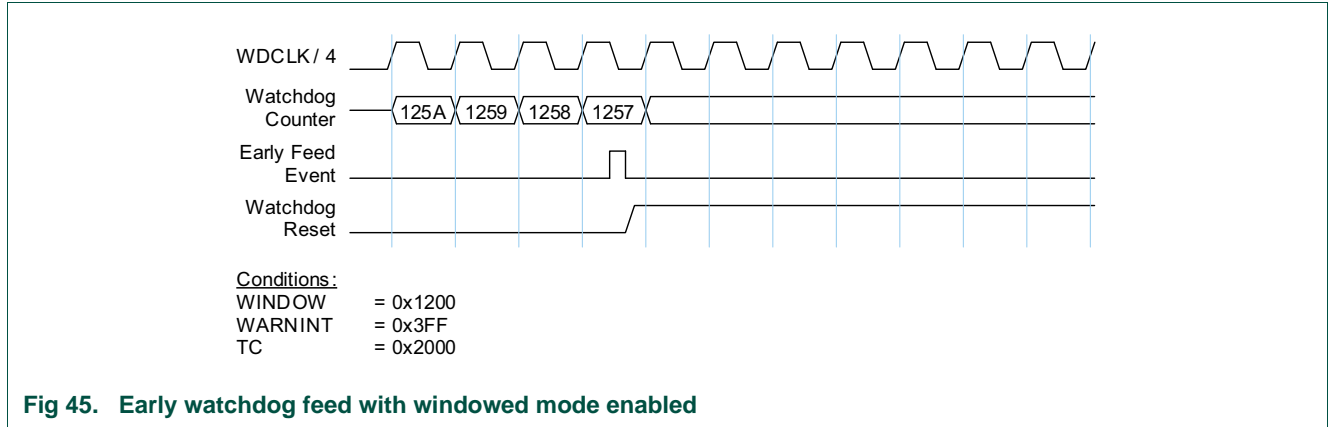 WDCLK / 4
Watchdog
Counter
125A 1259 1258 1257
Early Feed
Event
Watchdog
Reset
Conditions:
WINDOW = 0x1200
WARNINT = 0x3FF
TC = 0x2000
Fig 45. Early watchdog feed with windowed mode enabled